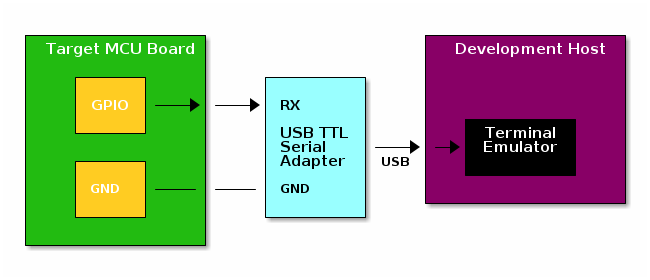 Target MCU Board
GPIO
GND
RX
USB TTL
Serial
Adapter
GND
USB
Development Host
Terminal
Emulator